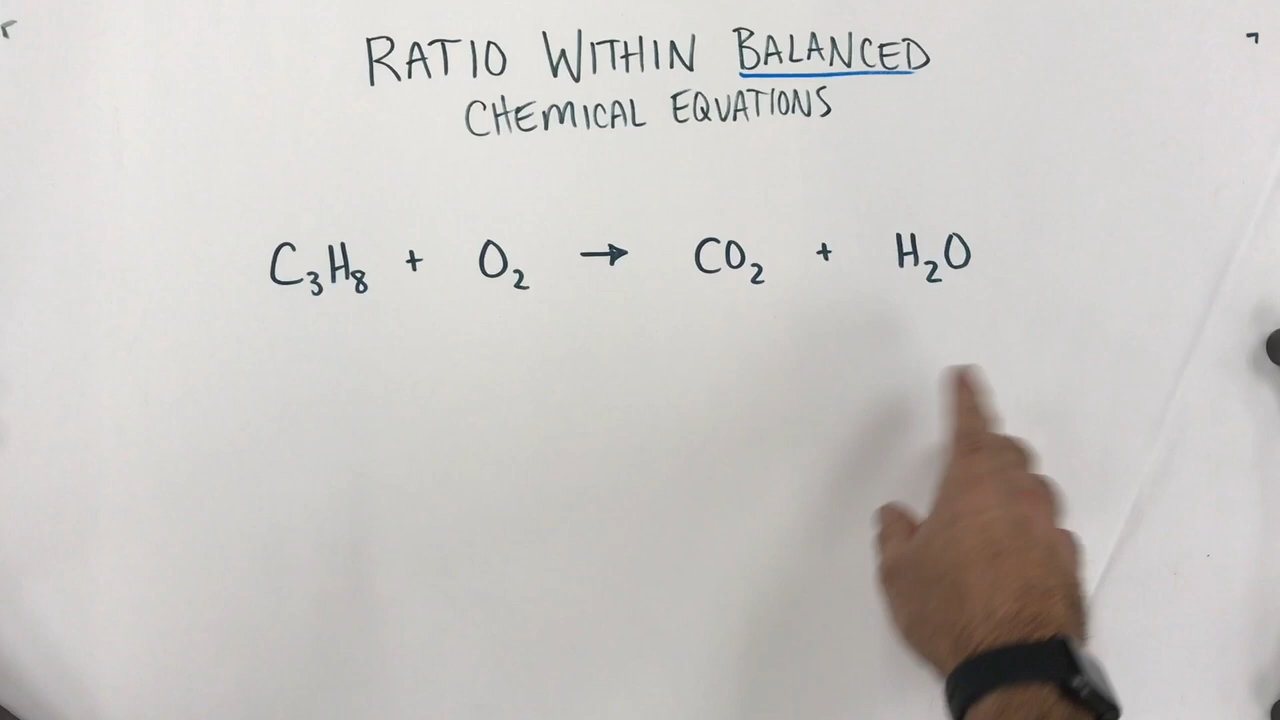 RATIO WITHIN BALANCED
CHEMICAL EQUATIONS
C₃H₈ + O₂ → CO₂ + H₂O